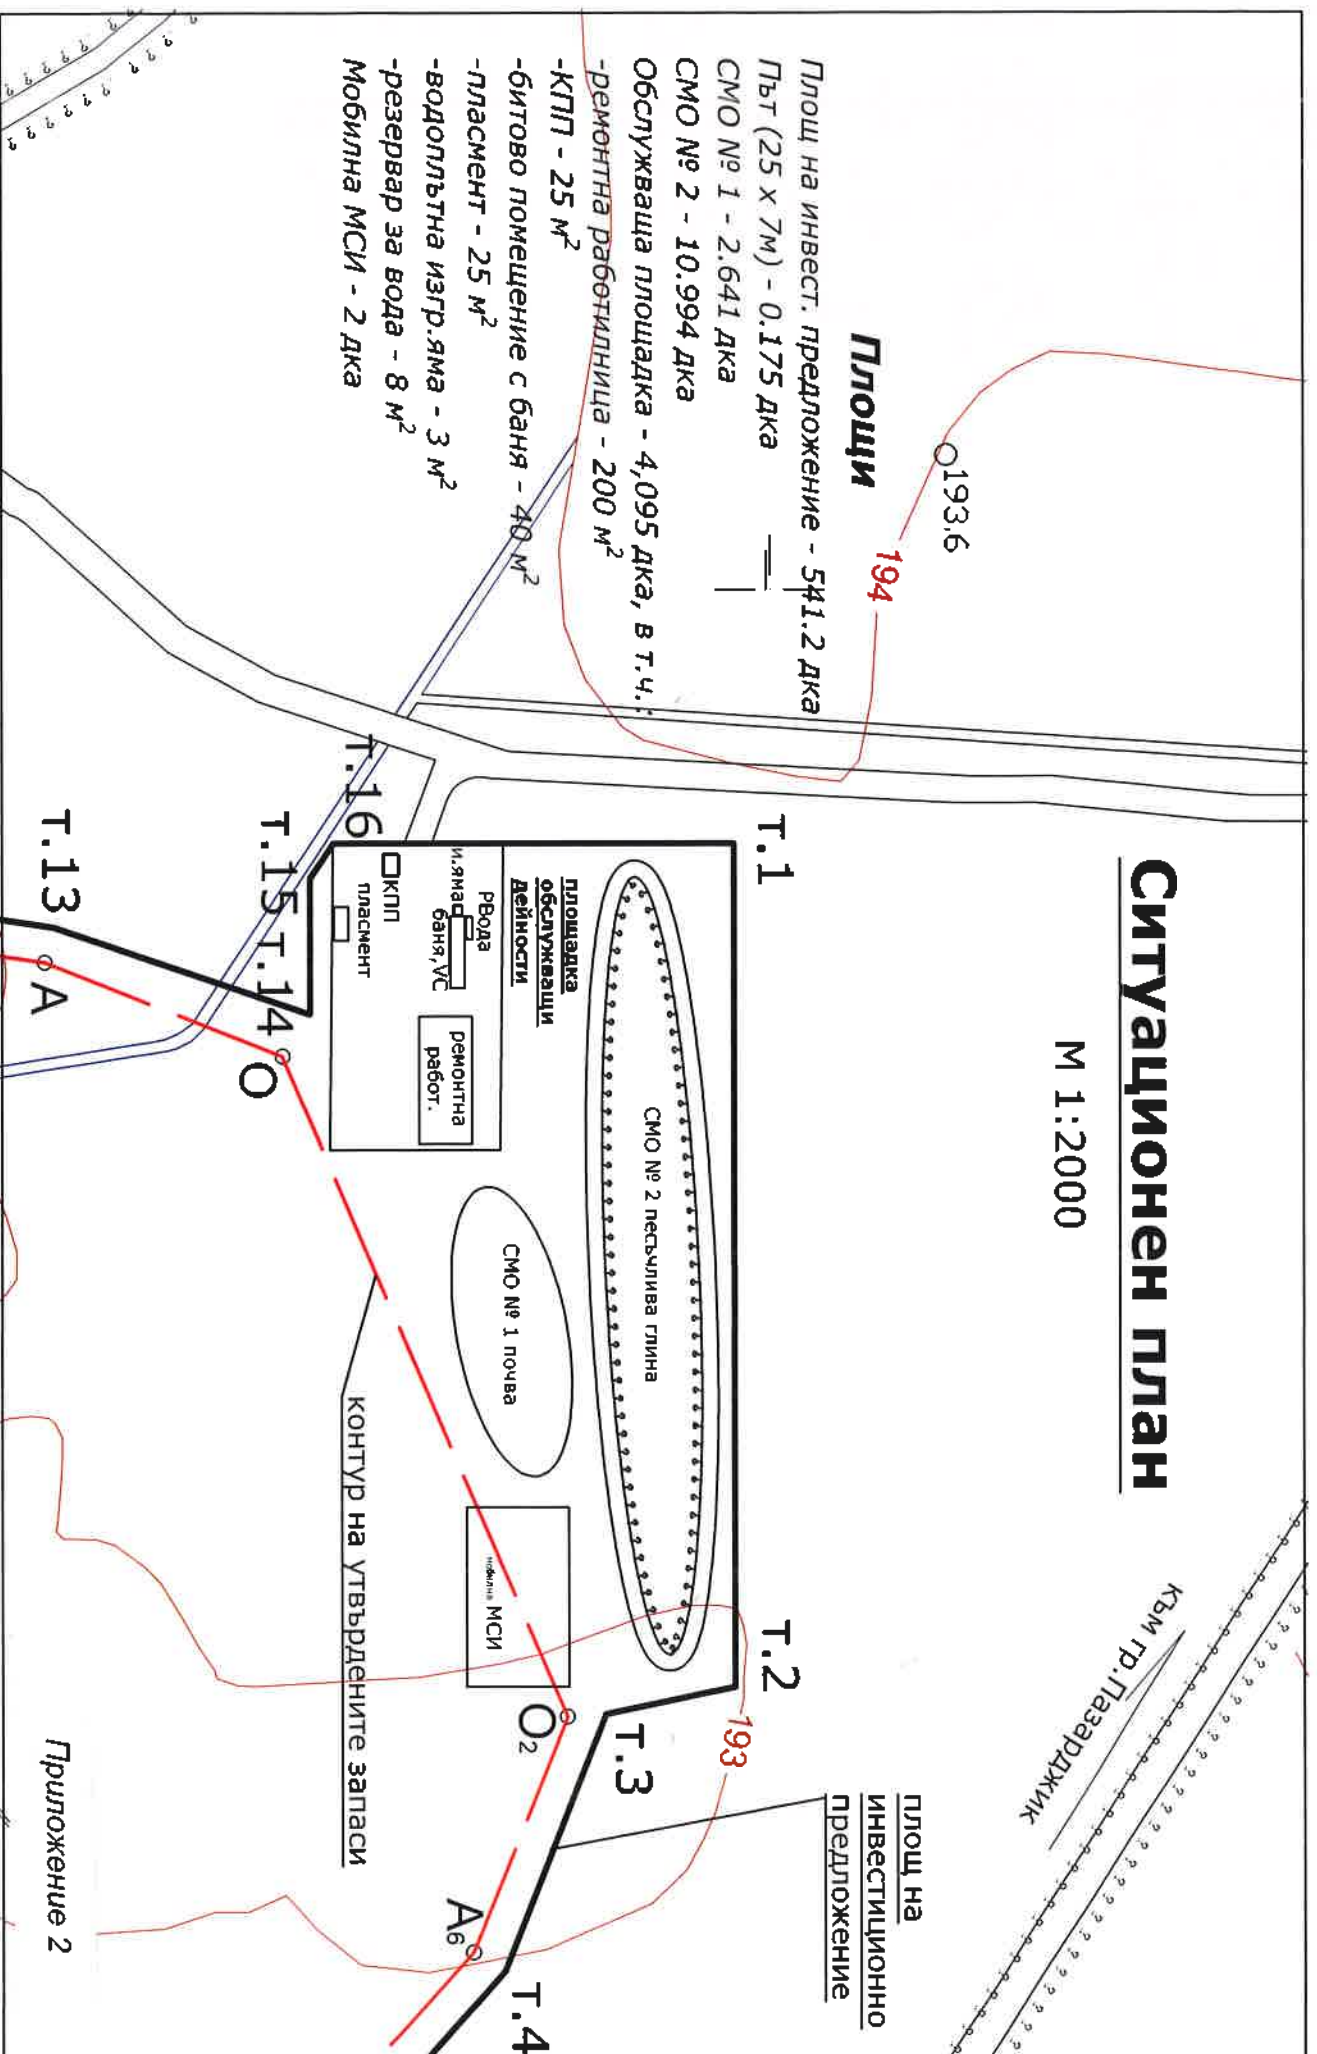 Ситуационен план
М 1:2000
Площи
Площ на инвест. предложение - 541.2 дка
Път (25 x 7м) - 0.175 дка
СМО № 1 - 2.641 дка
СМО № 2 - 10.994 дка
Обслужваща площадка - 4,095 дка, в т.ч.:
-ремонтна работилница - 200 м²
-КПП - 25 м²
-битово помещение с баня - 40 м²
-пласмент - 25 м²
-водоплътна изгр.яма - 3 м²
-резервар за вода - 8 м²
Мобилна МСИ - 2 дка
193,6
194
към гр.Пазарджик
площ на
инвестиционно
предложение
т.1
т.2
193
т.3
т.4
СМО № 2 песъчлива глина
площадка
обслужващи
дейности
РВода
и.яма
баня,VC
КПП
пласмент
ремонтна
работ.
СМО № 1 почва
мобилна МСИ
O₂
A₆
т.16
т.15
т.14
т.13
O
A
контур на утвърдените запаси
Приложение 2